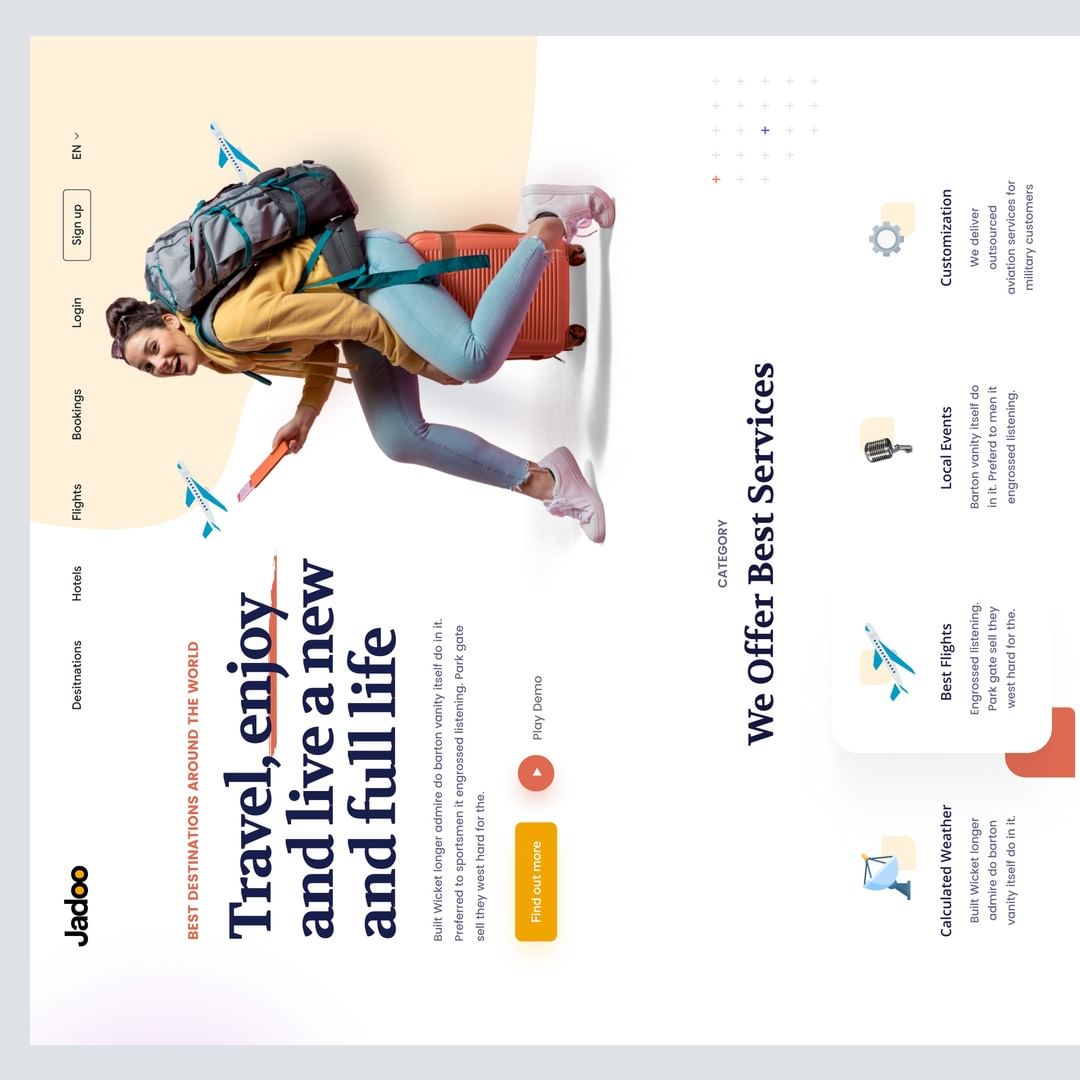 Jadoo
Desitnations
Hotels
Flights
Bookings
Login
Sign up
EN
BEST DESTINATIONS AROUND THE WORLD
Travel, enjoy
and live a new
and full life
Built Wicket longer admire do barton vanity itself do in it.
Preferred to sportsmen it engrossed listening. Park gate
sell they west hard for the.
Find out more
Play Demo
CATEGORY
We Offer Best Services
Calculated Weather
Built Wicket longer
admire do barton
vanity itself do in it.
Best Flights
Engrossed listening.
Park gate sell they
west hard for the.
Local Events
Barton vanity itself do
in it. Preferd to men it
engrossed listening.
Customization
We deliver
outsourced
aviation services for
military customers